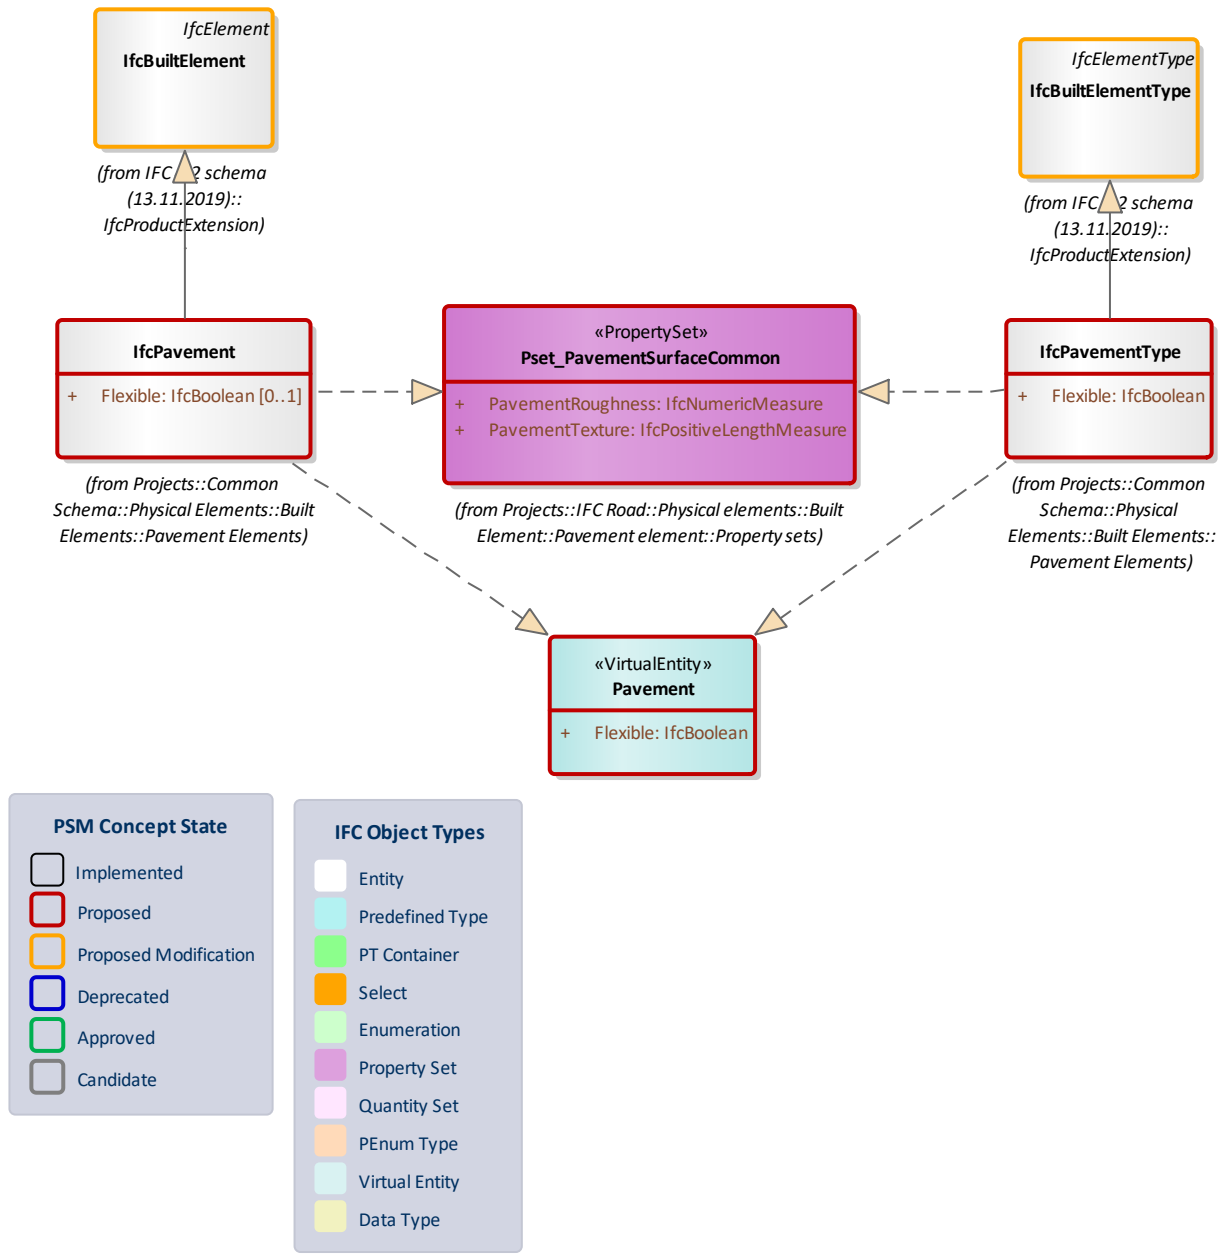 IfcElement
IfcBuiltElement
(from IFC 2 schema
(13.11.2019)::
IfcProductExtension)
IfcElementType
IfcBuiltElementType
(from IFC 2 schema
(13.11.2019)::
IfcProductExtension)
IfcPavement
+ Flexible: IfcBoolean [0..1]
(from Projects::Common
Schema::Physical Elements::Built
Elements::Pavement Elements)
«PropertySet»
Pset_PavementSurfaceCommon
+ PavementRoughness: IfcNumericMeasure
+ PavementTexture: IfcPositiveLengthMeasure
(from Projects::IFC Road::Physical elements::Built
Element::Pavement element::Property sets)
IfcPavementType
+ Flexible: IfcBoolean
(from Projects::Common
Schema::Physical
Elements::Built Elements::
Pavement Elements)
«VirtualEntity»
Pavement
+ Flexible: IfcBoolean
PSM Concept State
Implemented
Proposed
Proposed Modification
Deprecated
Approved
Candidate
IFC Object Types
Entity
Predefined Type
PT Container
Select
Enumeration
Property Set
Quantity Set
PEnum Type
Virtual Entity
Data Type